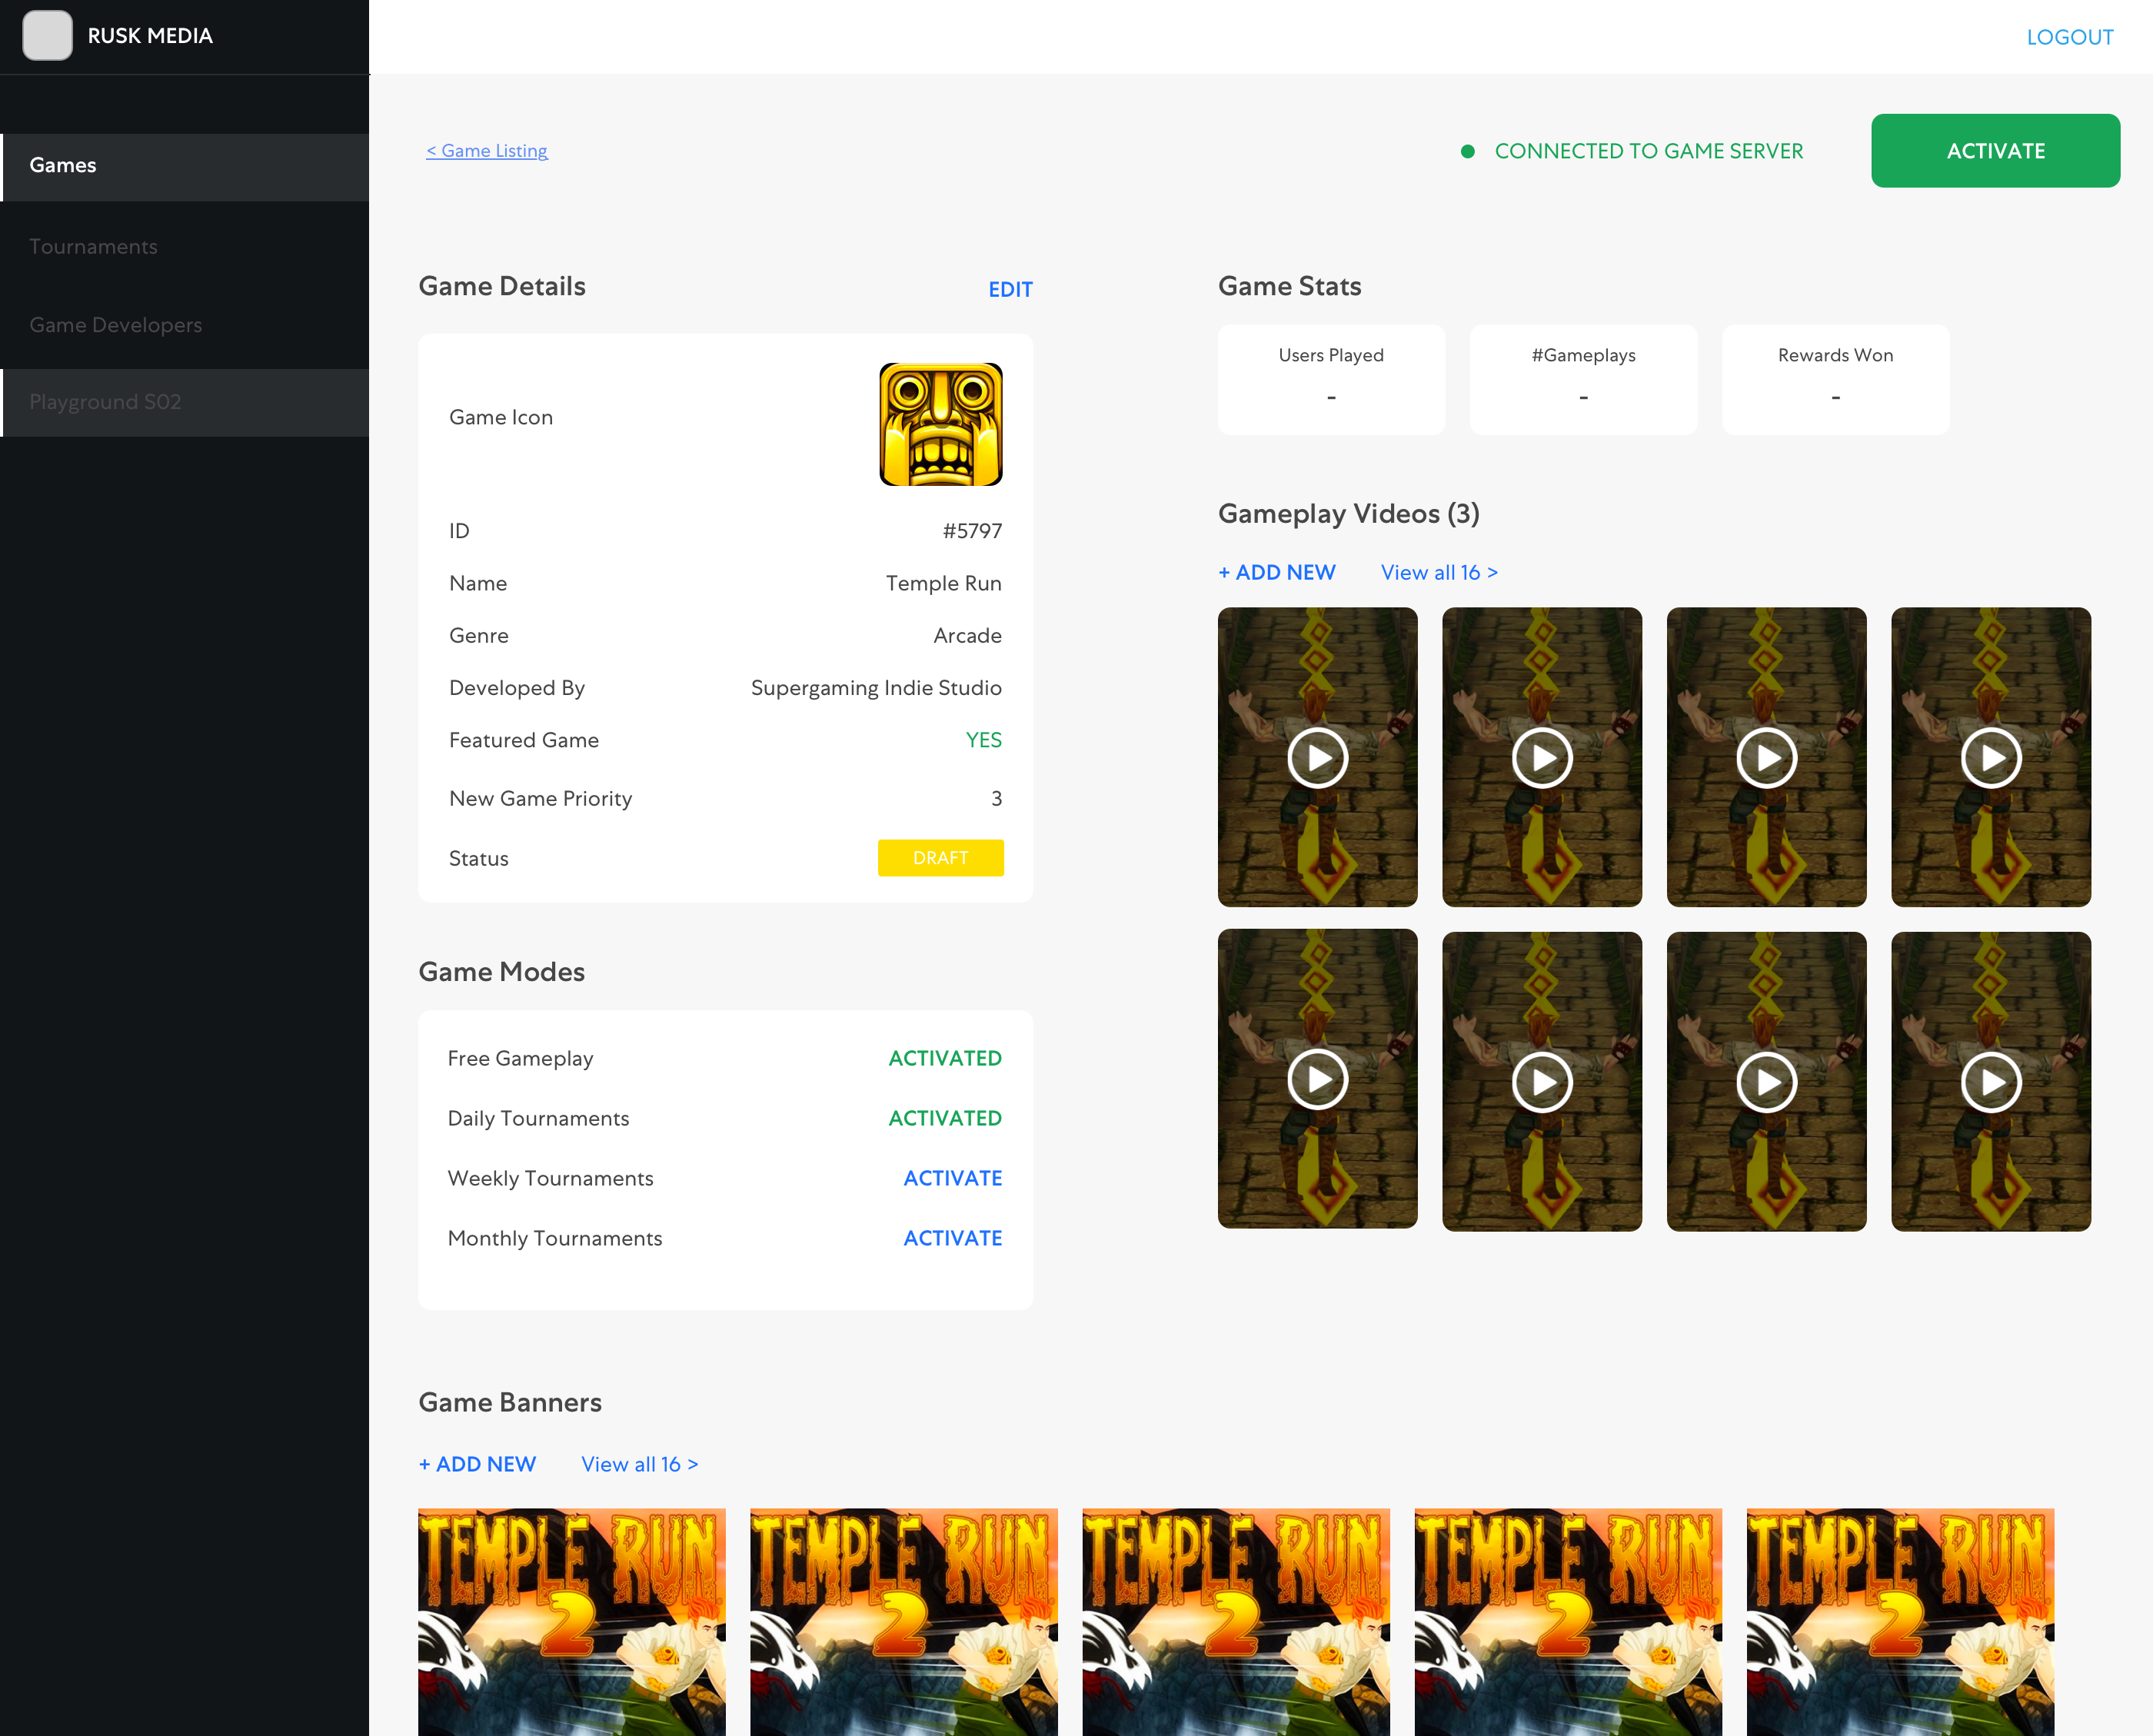 RUSK MEDIA
LOGOUT
Games
Tournaments
Game Developers
Playground S02
< Game Listing
CONNECTED TO GAME SERVER
ACTIVATE
Game Details
EDIT
Game Icon
ID #5797
Name Temple Run
Genre Arcade
Developed By Supergaming Indie Studio
Featured Game YES
New Game Priority 3
Status DRAFT
Game Modes
Free Gameplay ACTIVATED
Daily Tournaments ACTIVATED
Weekly Tournaments ACTIVATE
Monthly Tournaments ACTIVATE
Game Stats
Users Played
-
#Gameplays
-
Rewards Won
-
Gameplay Videos (3)
+ ADD NEW View all 16 >
Game Banners
+ ADD NEW View all 16 >
TEMPLE RUN
2
TEMPLE RUN
2
TEMPLE RUN
2
TEMPLE RUN
2
TEMPLE RUN
2